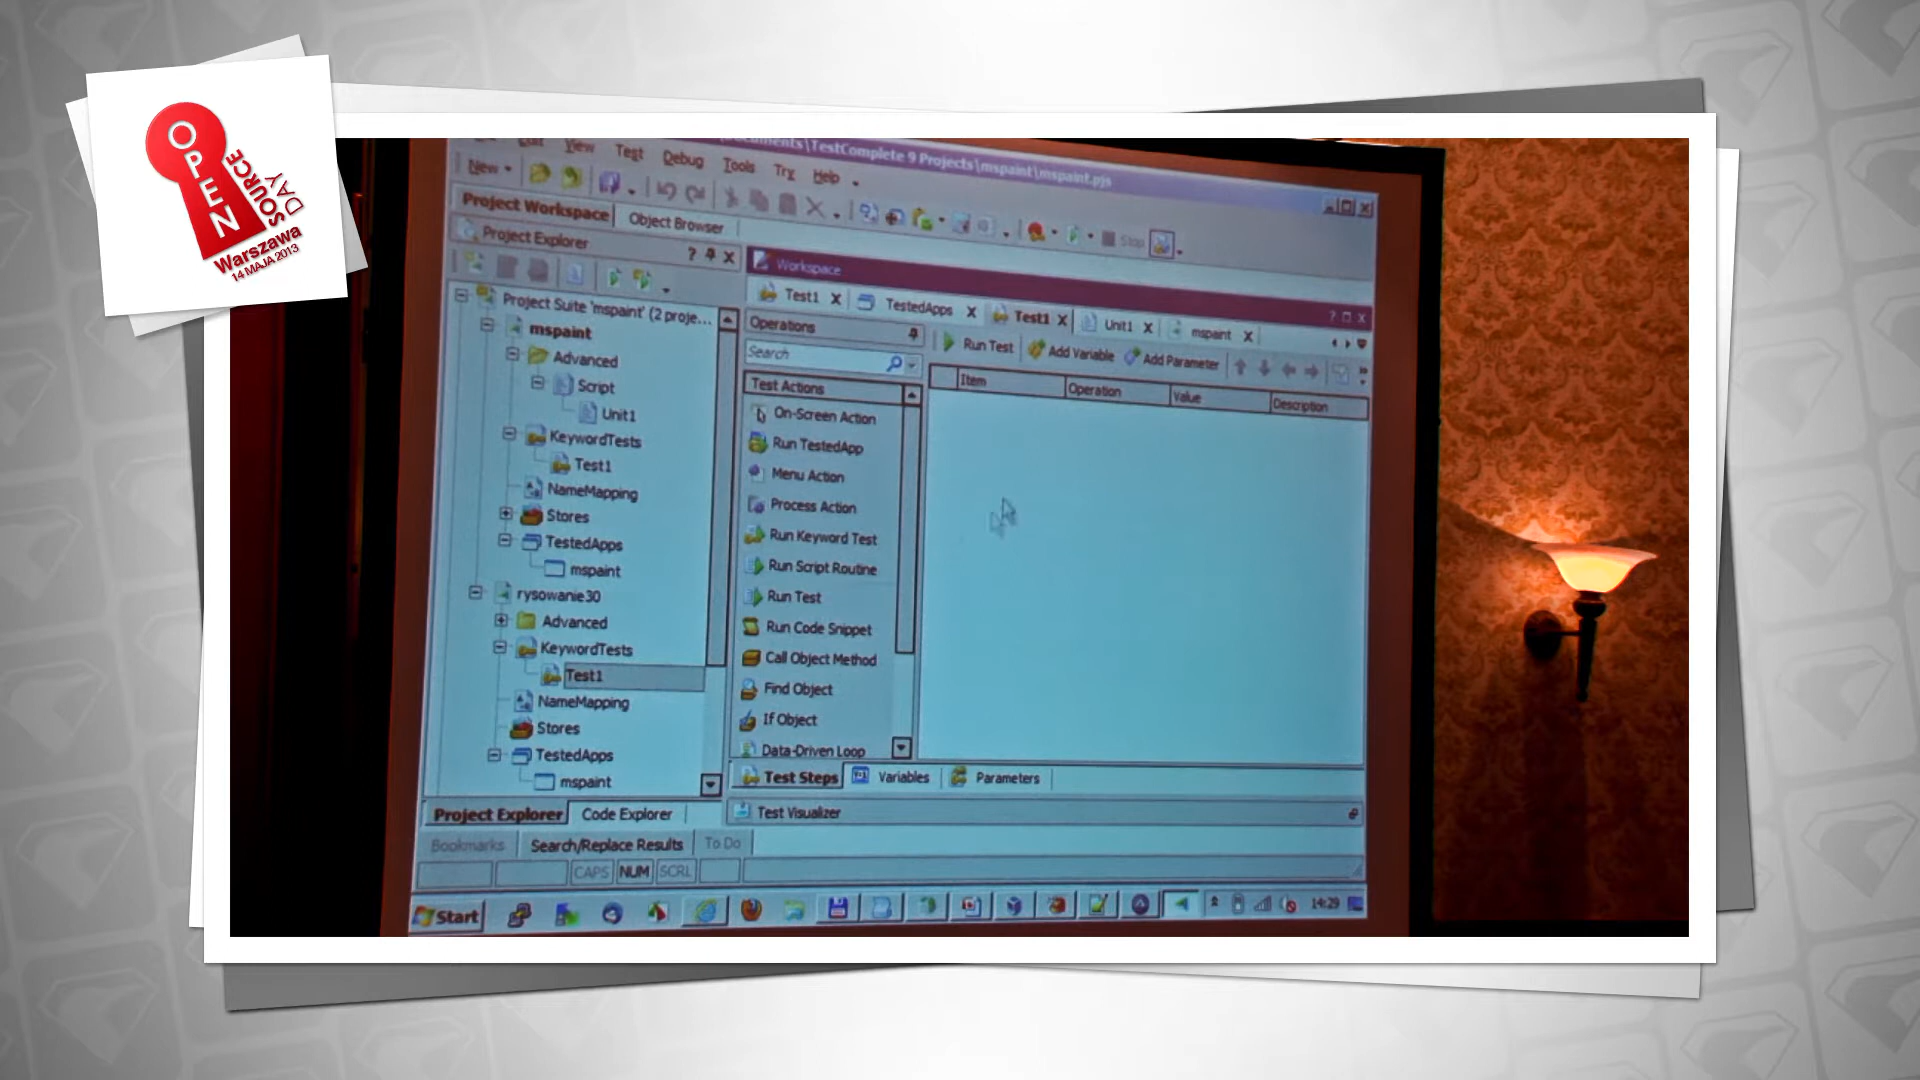 OPEN
SOURCE
DAY
Warszawa
14 MAJA 2013
TestComplete 9 Projects\mspaint\mspaint.pjs
Edit View Test Debug Tools Try Help
New
Stop
Project Workspace Object Browser
Project Explorer
Project Suite 'mspaint' (2 proje...
mspaint
Advanced
Script
Unit1
KeywordTests
Test1
NameMapping
Stores
TestedApps
mspaint
rysowanie30
Advanced
KeywordTests
Test1
NameMapping
Stores
TestedApps
mspaint
Project Explorer Code Explorer
Workspace
Test1 TestedApps Test1 Unit1 mspaint
Operations
Search
Test Actions
On-Screen Action
Run TestedApp
Menu Action
Process Action
Run Keyword Test
Run Script Routine
Run Test
Run Code Snippet
Call Object Method
Find Object
If Object
Data-Driven Loop
Run Test Add Variable Add Parameter
Item Operation Value Description
Test Steps Variables Parameters
Test Visualizer
Bookmarks Search/Replace Results To Do
CAPS NUM SCRL
Start 14:29